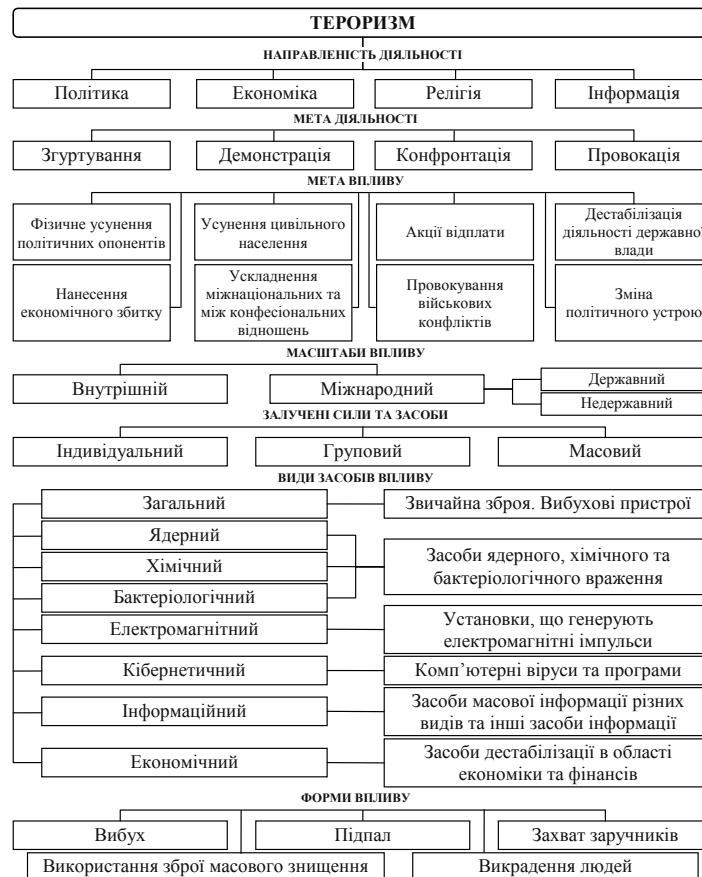 ТЕРОРИЗМ
НАПРАВЛЕНІСТЬ ДІЯЛЬНОСТІ
Політика
Економіка
Релігія
Інформація
МЕТА ДІЯЛЬНОСТІ
Згуртування
Демонстрація
Конфронтація
Провокація
МЕТА ВПЛИВУ
Фізичне усунення
політичних опонентів
Усунення цивільного
населення
Акції відплати
Дестабілізація
діяльності державної
влади
Нанесення
економічного збитку
Ускладнення
міжнаціональних та
між конфесіональних
відношень
Провокування
військових
конфліктів
Зміна
політичного устрою
МАСШТАБИ ВПЛИВУ
Внутрішній
Міжнародний
Державний
Недержавний
ЗАЛУЧЕНІ СИЛИ ТА ЗАСОБИ
Індивідуальний
Груповий
Масовий
ВИДИ ЗАСОБІВ ВПЛИВУ
Загальний
Звичайна зброя. Вибухові пристрої
Ядерний
Хімічний
Бактеріологічний
Засоби ядерного, хімічного та
бактеріологічного враження
Електромагнітний
Установки, що генерують
електромагнітні імпульси
Кібернетичний
Комп’ютерні віруси та програми
Інформаційний
Засоби масової інформації різних
видів та інші засоби інформації
Економічний
Засоби дестабілізації в області
економіки та фінансів
ФОРМИ ВПЛИВУ
Вибух
Підпал
Захват заручників
Використання зброї масового знищення
Викрадення людей